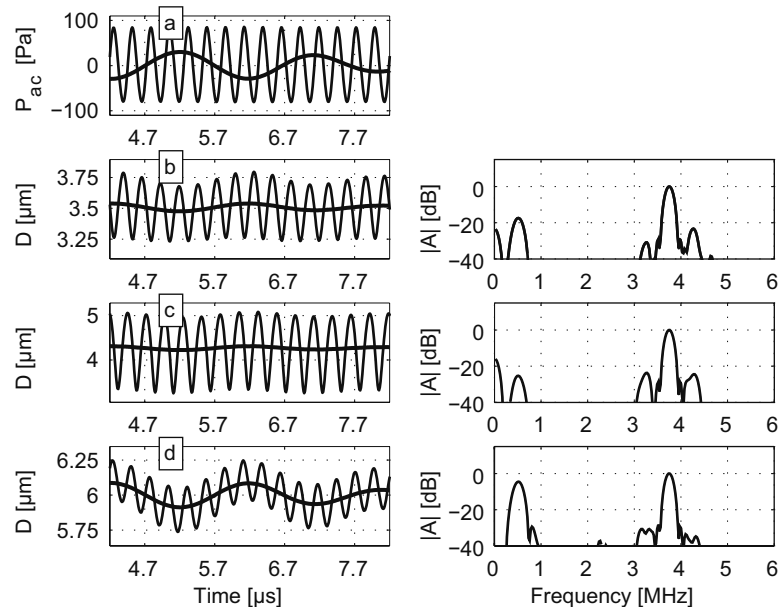 a
P_ac [Pa]
100
0
−100
4.7 5.7 6.7 7.7
b
D [µm]
3.75
3.5
3.25
4.7 5.7 6.7 7.7
|A| [dB]
0
−20
−40
0 1 2 3 4 5 6
c
D [µm]
5
4
4.7 5.7 6.7 7.7
|A| [dB]
0
−20
−40
0 1 2 3 4 5 6
d
D [µm]
6.25
6
5.75
4.7 5.7 6.7 7.7
Time [µs]
|A| [dB]
0
−20
−40
0 1 2 3 4 5 6
Frequency [MHz]